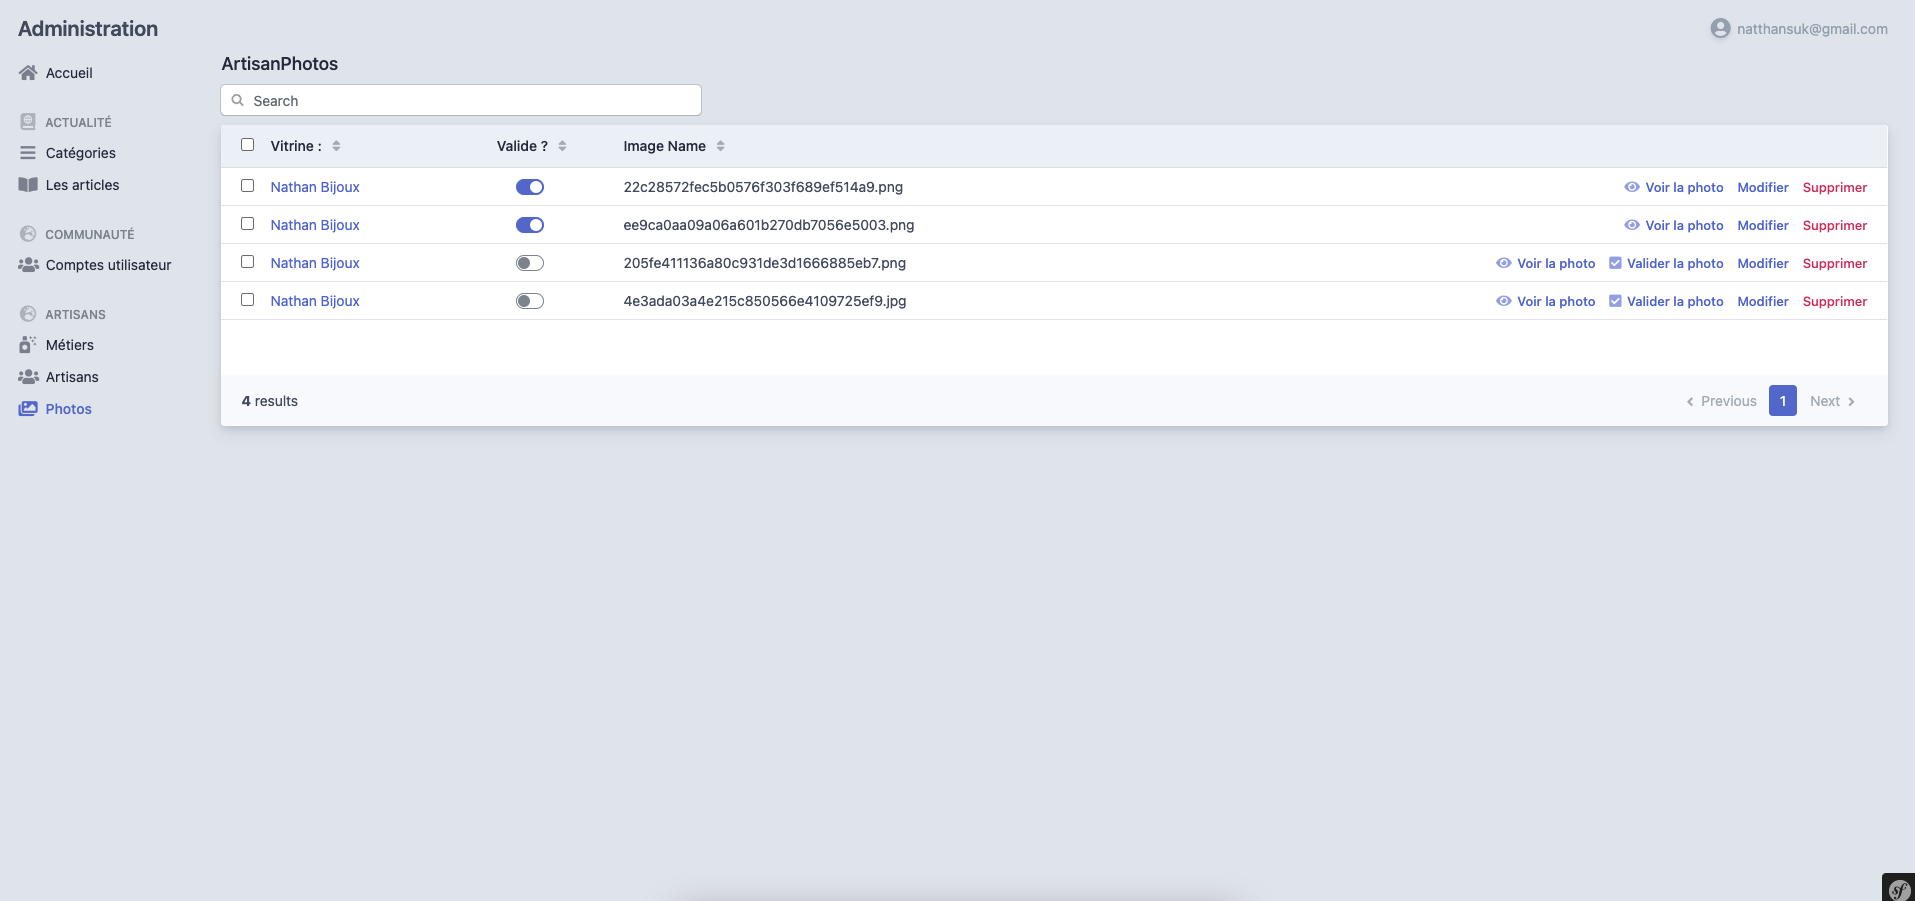 Administration
natthansuk@gmail.com
Accueil
ACTUALITÉ
Catégories
Les articles
COMMUNAUTÉ
Comptes utilisateur
ARTISANS
Métiers
Artisans
Photos
ArtisanPhotos
Search
Vitrine : Valide ? Image Name
Nathan Bijoux 22c28572fec5b0576f303f689ef514a9.png Voir la photo Modifier Supprimer
Nathan Bijoux ee9ca0aa09a06a601b270db7056e5003.png Voir la photo Modifier Supprimer
Nathan Bijoux 205fe411136a80c931de3d1666885eb7.png Voir la photo Valider la photo Modifier Supprimer
Nathan Bijoux 4e3ada03a4e215c850566e4109725ef9.jpg Voir la photo Valider la photo Modifier Supprimer
4 results Previous 1 Next
sf